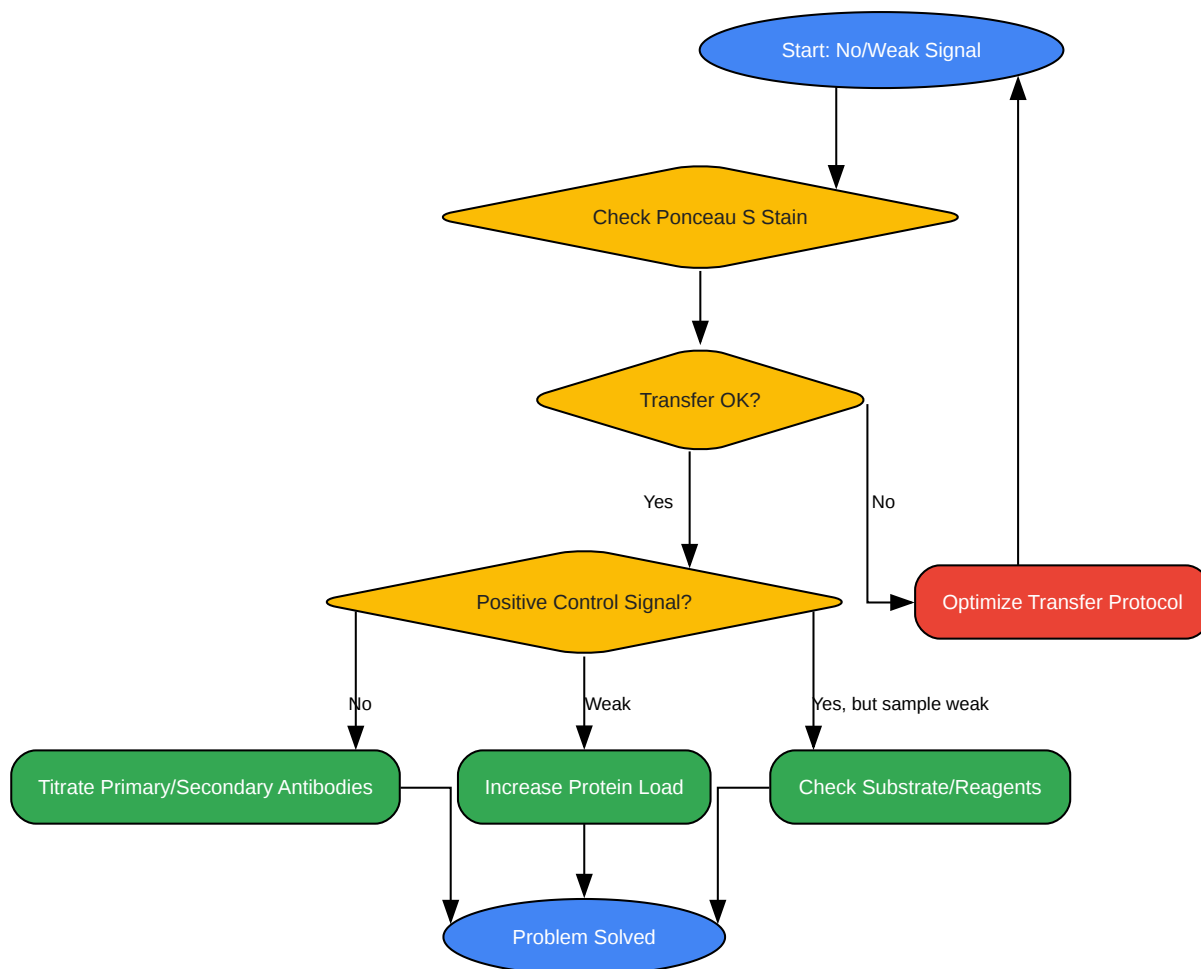 Start: No/Weak Signal
Check Ponceau S Stain
Transfer OK?
Yes
No
Positive Control Signal?
Optimize Transfer Protocol
No
Weak
Yes, but sample weak
Titrate Primary/Secondary Antibodies
Increase Protein Load
Check Substrate/Reagents
Problem Solved